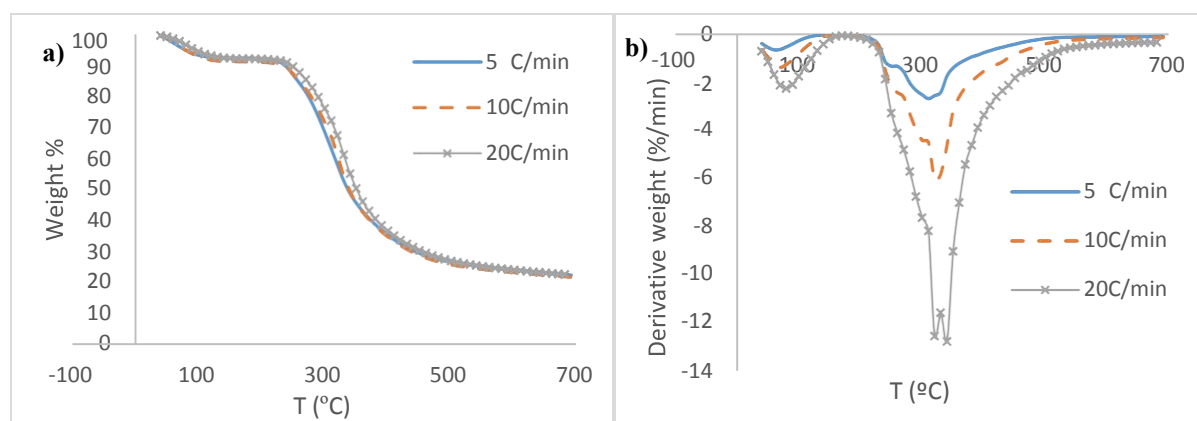 a)
100
90
80
70
60
50
40
30
20
10
0
Weight %
-100
100
300
500
700
T (°C)
5 C/min
10C/min
20C/min
b)
0
-2
-4
-6
-8
-10
-12
-14
Derivative weight (%/min)
-100
100
300
500
700
T (ºC)
5 C/min
10C/min
20C/min